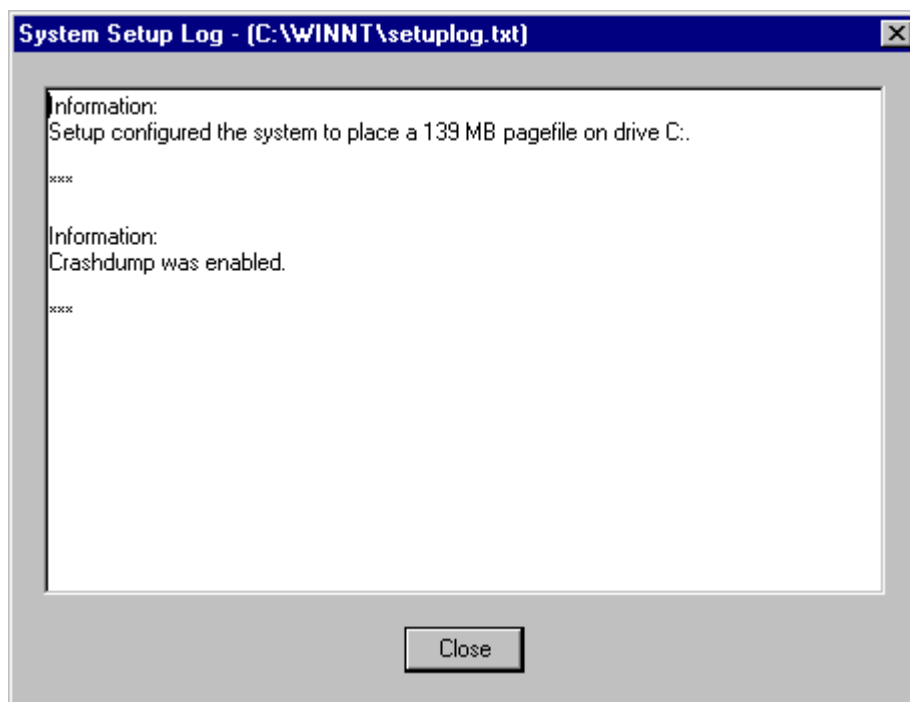 System Setup Log - (C:\WINNT\setuplog.txt)
Information:
Setup configured the system to place a 139 MB pagefile on drive C:.
***
Information:
Crashdump was enabled.
***
Close